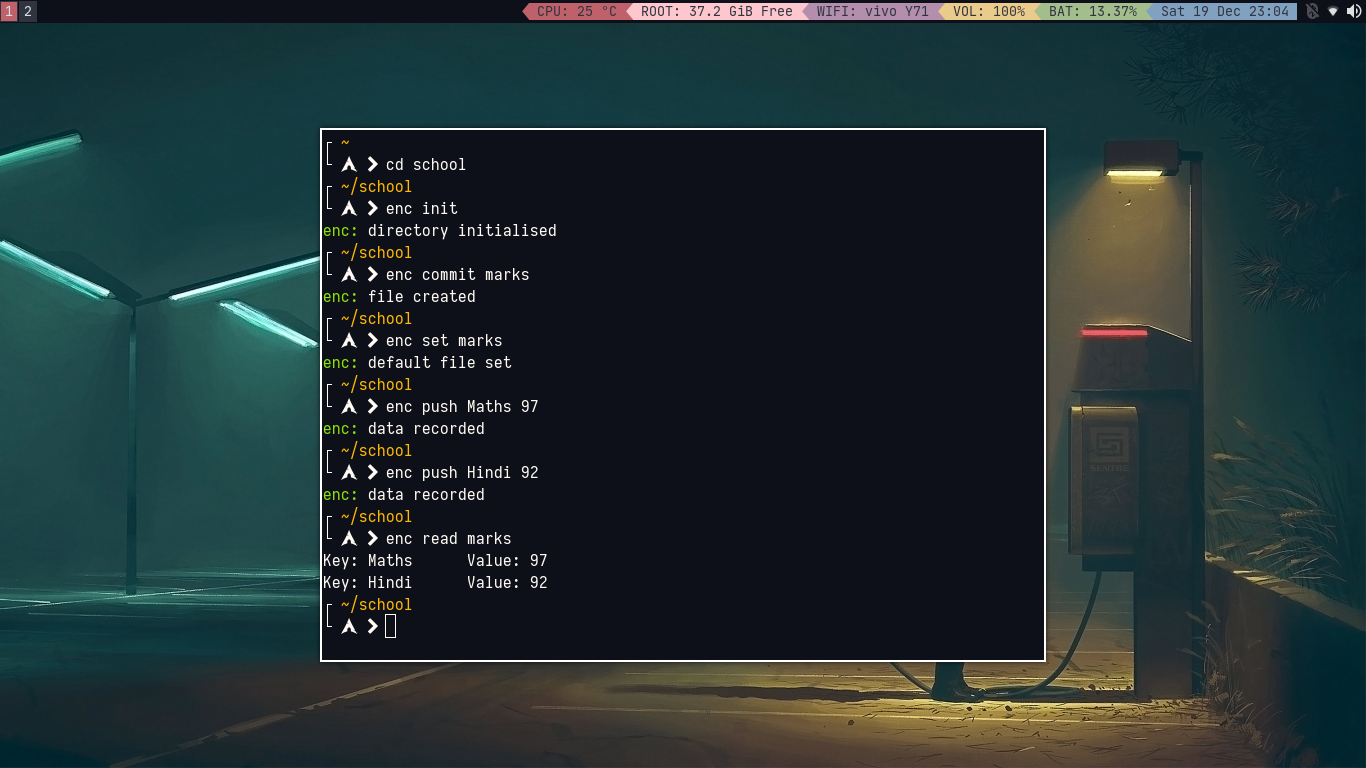 1 2 CPU: 25 °C ROOT: 37.2 GiB Free WIFI: vivo Y71 VOL: 100% BAT: 13.37% Sat 19 Dec 23:04
~
cd school
~/school
enc init
enc: directory initialised
~/school
enc commit marks
enc: file created
~/school
enc set marks
enc: default file set
~/school
enc push Maths 97
enc: data recorded
~/school
enc push Hindi 92
enc: data recorded
~/school
enc read marks
Key: Maths Value: 97
Key: Hindi Value: 92
~/school